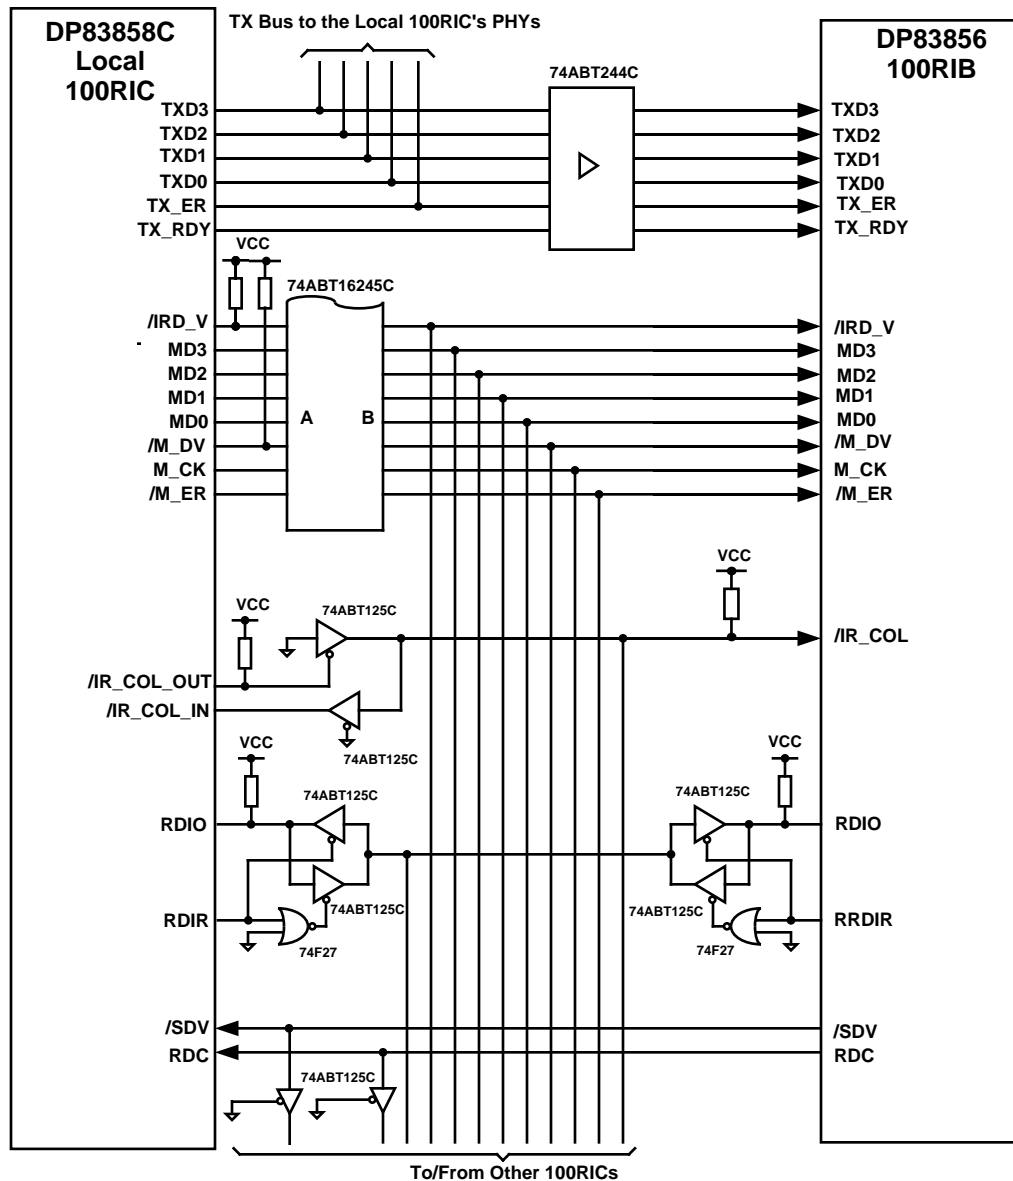 TX Bus to the Local 100RIC's PHYs
DP83858C
Local
100RIC
DP83856
100RIB
74ABT244C
TXD3
TXD2
TXD1
TXD0
TX_ER
TX_RDY
TXD3
TXD2
TXD1
TXD0
TX_ER
TX_RDY
VCC
74ABT16245C
/IRD_V
MD3
MD2
MD1
MD0
/M_DV
M_CK
/M_ER
A
B
/IRD_V
MD3
MD2
MD1
MD0
/M_DV
M_CK
/M_ER
VCC
VCC
74ABT125C
/IR_COL
/IR_COL_OUT
/IR_COL_IN
74ABT125C
VCC
VCC
74ABT125C
74ABT125C
RDIO
RDIO
74ABT125C
74ABT125C
RDIR
RRDIR
74F27
74F27
/SDV
RDC
/SDV
RDC
74ABT125C
To/From Other 100RICs